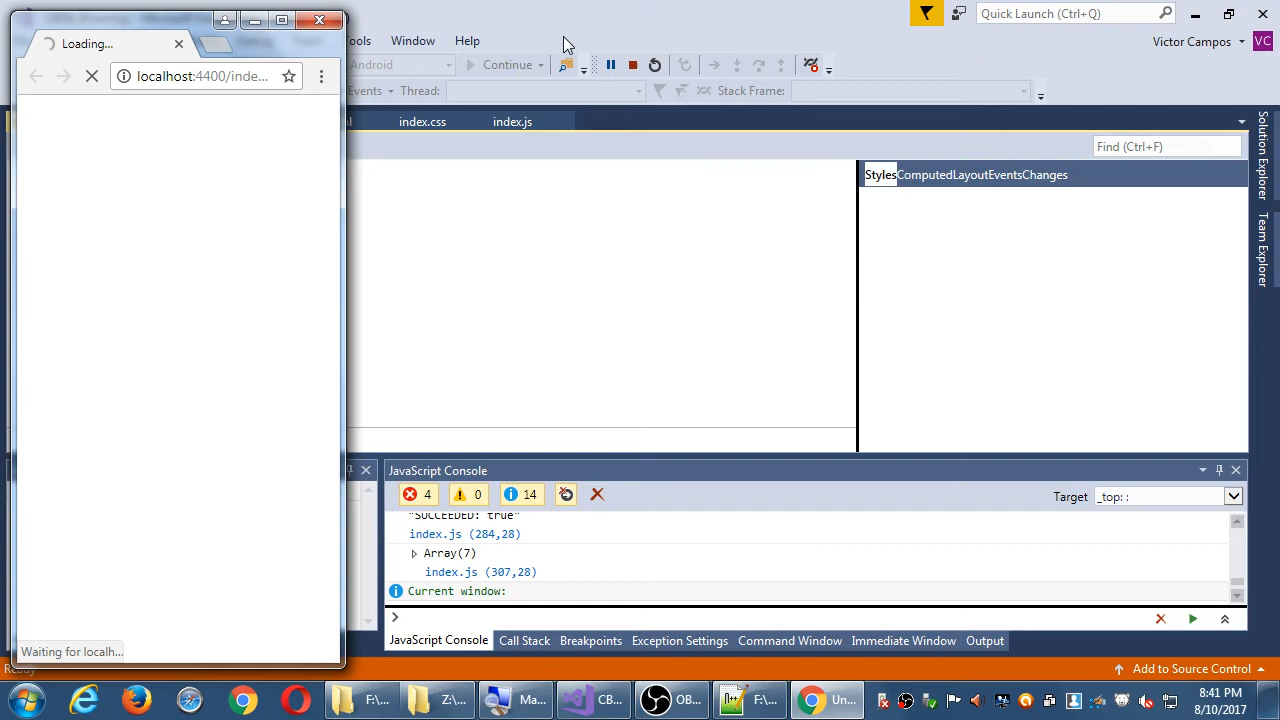 Quick Launch (Ctrl+Q)
Loading...
Tools Window Help
Victor Campos VC
localhost:4400/inde...
Android Continue
Events Thread: Stack Frame:
index.css index.js
Find (Ctrl+F)
Styles Computed Layout Events Changes
Solution Explorer
Team Explorer
JavaScript Console
4 0 14
Target _top: :
"SUCCEEDED: true"
index.js (284,28)
Array(7)
index.js (307,28)
Current window:
JavaScript Console Call Stack Breakpoints Exception Settings Command Window Immediate Window Output
Waiting for localh...
Ready
Add to Source Control
F:\... Z:\... Ma... CB... OB... F:\... Un...
8:41 PM
8/10/2017